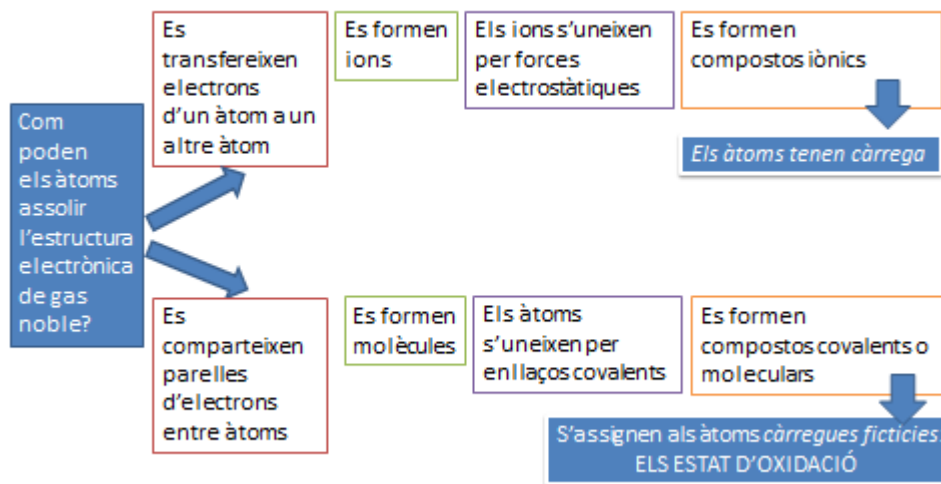 Com
poden
els àtoms
assolir
l'estructura
electrònica
de gas
noble?
Es
transfereixen
electrons
d'un àtom a un
altre àtom
Es formen
ions
Els ions s'uneixen
per forces
electrostàtiques
Es formen
compostos iònics
Els àtoms tenen càrrega
Es
comparteixen
parelles
d'electrons
entre àtoms
Es formen
molècules
Els àtoms
s'uneixen per
enllaços covalents
Es formen
compostos covalents o
moleculars
S'assignen als àtoms càrregues fictícies.
ELS ESTAT D'OXIDACIÓ